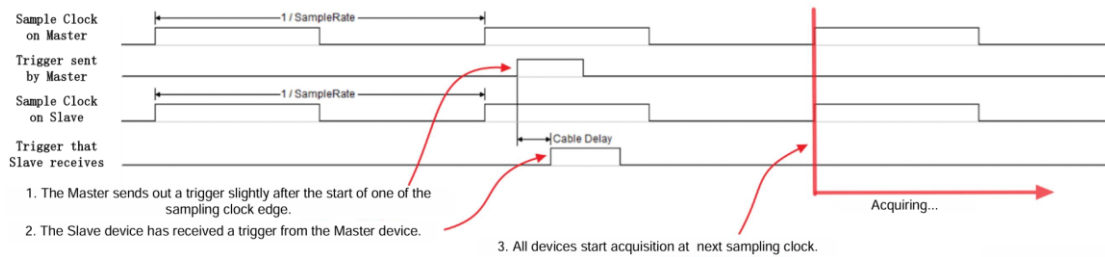 Sample Clock
on Master
1 / SampleRate
Trigger sent
by Master
Sample Clock
on Slave
1 / SampleRate
Cable Delay
Trigger that
Slave receives
1. The Master sends out a trigger slightly after the start of one of the
sampling clock edge.
Acquiring...
2. The Slave device has received a trigger from the Master device.
3. All devices start acquisition at next sampling clock.